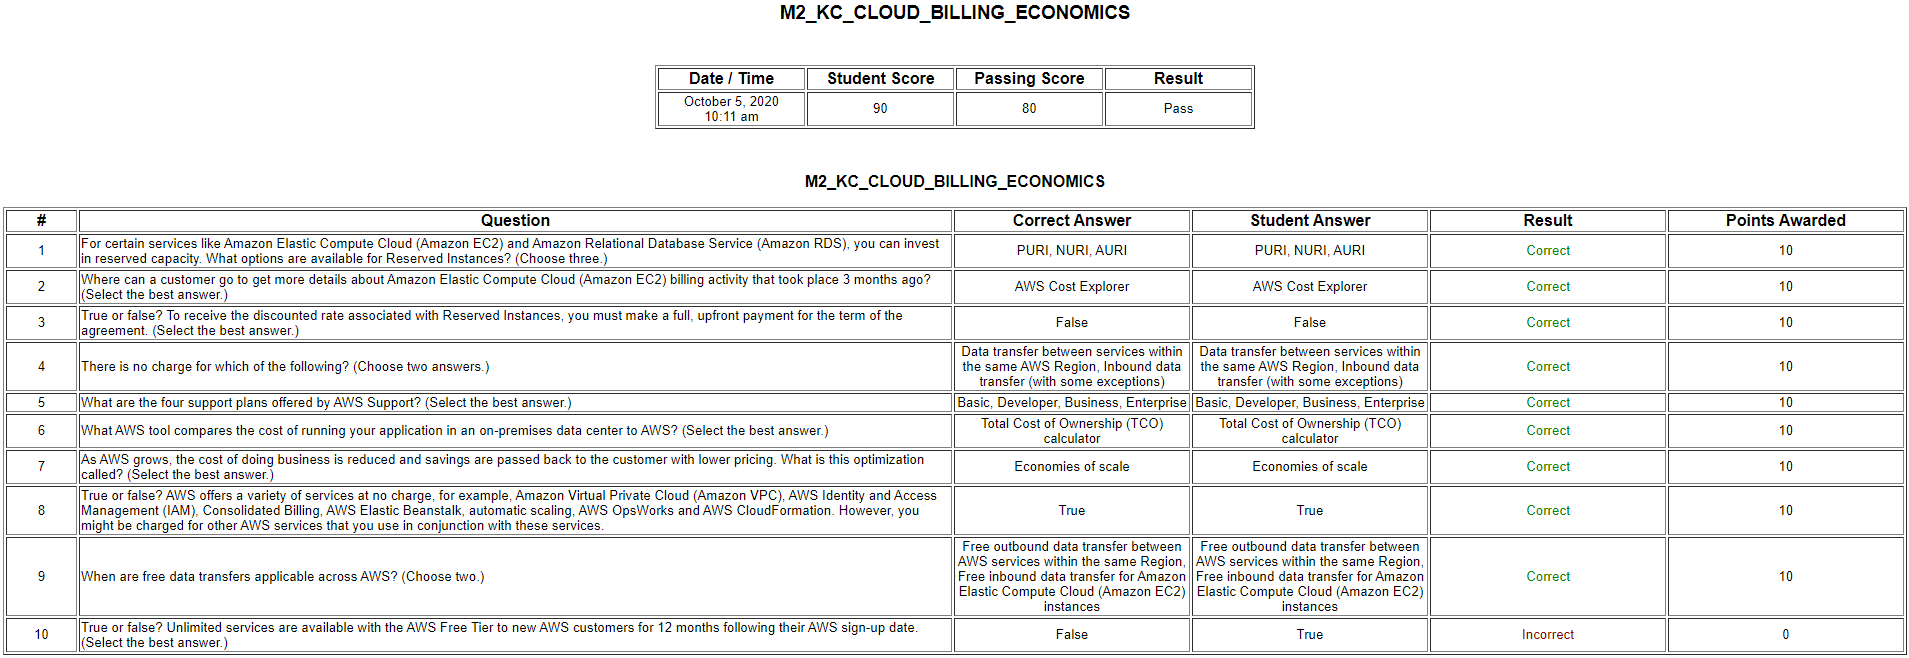 M2_KC_CLOUD_BILLING_ECONOMICS
Date / Time Student Score Passing Score Result
October 5, 2020
10:11 am
90 80 Pass
M2_KC_CLOUD_BILLING_ECONOMICS
# Question Correct Answer Student Answer Result Points Awarded
1
For certain services like Amazon Elastic Compute Cloud (Amazon EC2) and Amazon Relational Database Service (Amazon RDS), you can invest
in reserved capacity. What options are available for Reserved Instances? (Choose three.)
PURI, NURI, AURI
PURI, NURI, AURI
Correct
10
2
Where can a customer go to get more details about Amazon Elastic Compute Cloud (Amazon EC2) billing activity that took place 3 months ago?
(Select the best answer.)
AWS Cost Explorer
AWS Cost Explorer
Correct
10
3
True or false? To receive the discounted rate associated with Reserved Instances, you must make a full, upfront payment for the term of the
agreement. (Select the best answer.)
False
False
Correct
10
4
There is no charge for which of the following? (Choose two answers.)
Data transfer between services within
the same AWS Region, Inbound data
transfer (with some exceptions)
Data transfer between services within
the same AWS Region, Inbound data
transfer (with some exceptions)
Correct
10
5
What are the four support plans offered by AWS Support? (Select the best answer.)
Basic, Developer, Business, Enterprise
Basic, Developer, Business, Enterprise
Correct
10
6
What AWS tool compares the cost of running your application in an on-premises data center to AWS? (Select the best answer.)
Total Cost of Ownership (TCO)
calculator
Total Cost of Ownership (TCO)
calculator
Correct
10
7
As AWS grows, the cost of doing business is reduced and savings are passed back to the customer with lower pricing. What is this optimization
called? (Select the best answer.)
Economies of scale
Economies of scale
Correct
10
8
True or false? AWS offers a variety of services at no charge, for example, Amazon Virtual Private Cloud (Amazon VPC), AWS Identity and Access
Management (IAM), Consolidated Billing, AWS Elastic Beanstalk, automatic scaling, AWS OpsWorks and AWS CloudFormation. However, you
might be charged for other AWS services that you use in conjunction with these services.
True
True
Correct
10
9
When are free data transfers applicable across AWS? (Choose two.)
Free outbound data transfer between
AWS services within the same Region,
Free inbound data transfer for Amazon
Elastic Compute Cloud (Amazon EC2)
instances
Free outbound data transfer between
AWS services within the same Region,
Free inbound data transfer for Amazon
Elastic Compute Cloud (Amazon EC2)
instances
Correct
10
10
True or false? Unlimited services are available with the AWS Free Tier to new AWS customers for 12 months following their AWS sign-up date.
(Select the best answer.)
False
True
Incorrect
0